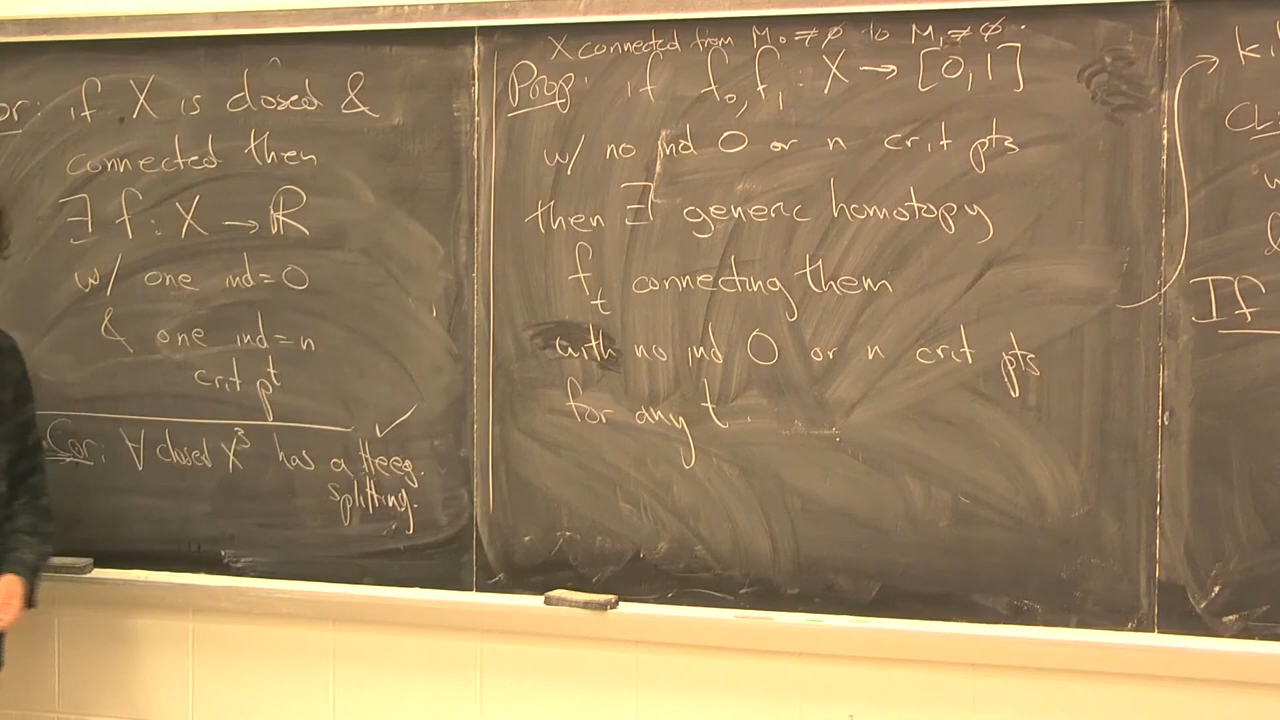 or: if X is closed &
connected then
∃ f: X → ℝ
w/ one ind=0
& one ind=n
crit pt
Cor: ∀ closed X³ has a Heeg.
splitting.
X connected from M₀ ≠ ∅ to M₁ ≠ ∅.
Prop: if f₀, f₁: X → [0,1]
w/ no ind 0 or n crit pts
then ∃ generic homotopy
fₜ connecting them
with no ind 0 or n crit pts
for any t.
If